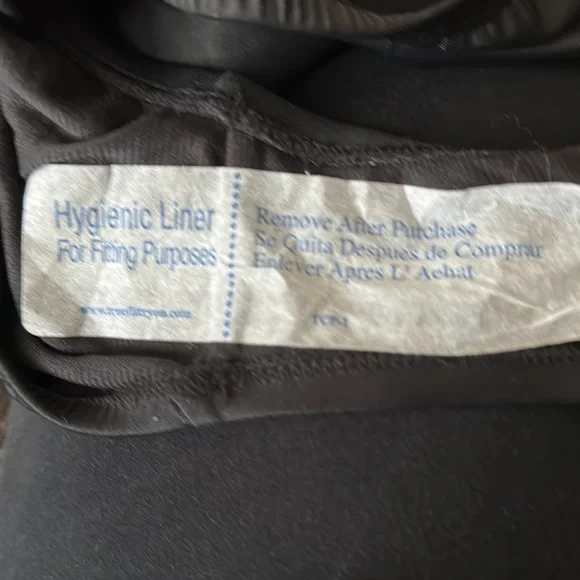 Hygienic Liner
For Fitting Purposes
Remove After Purchase
Se Quita Despues de Comprar
Enlever Apres L' Achat